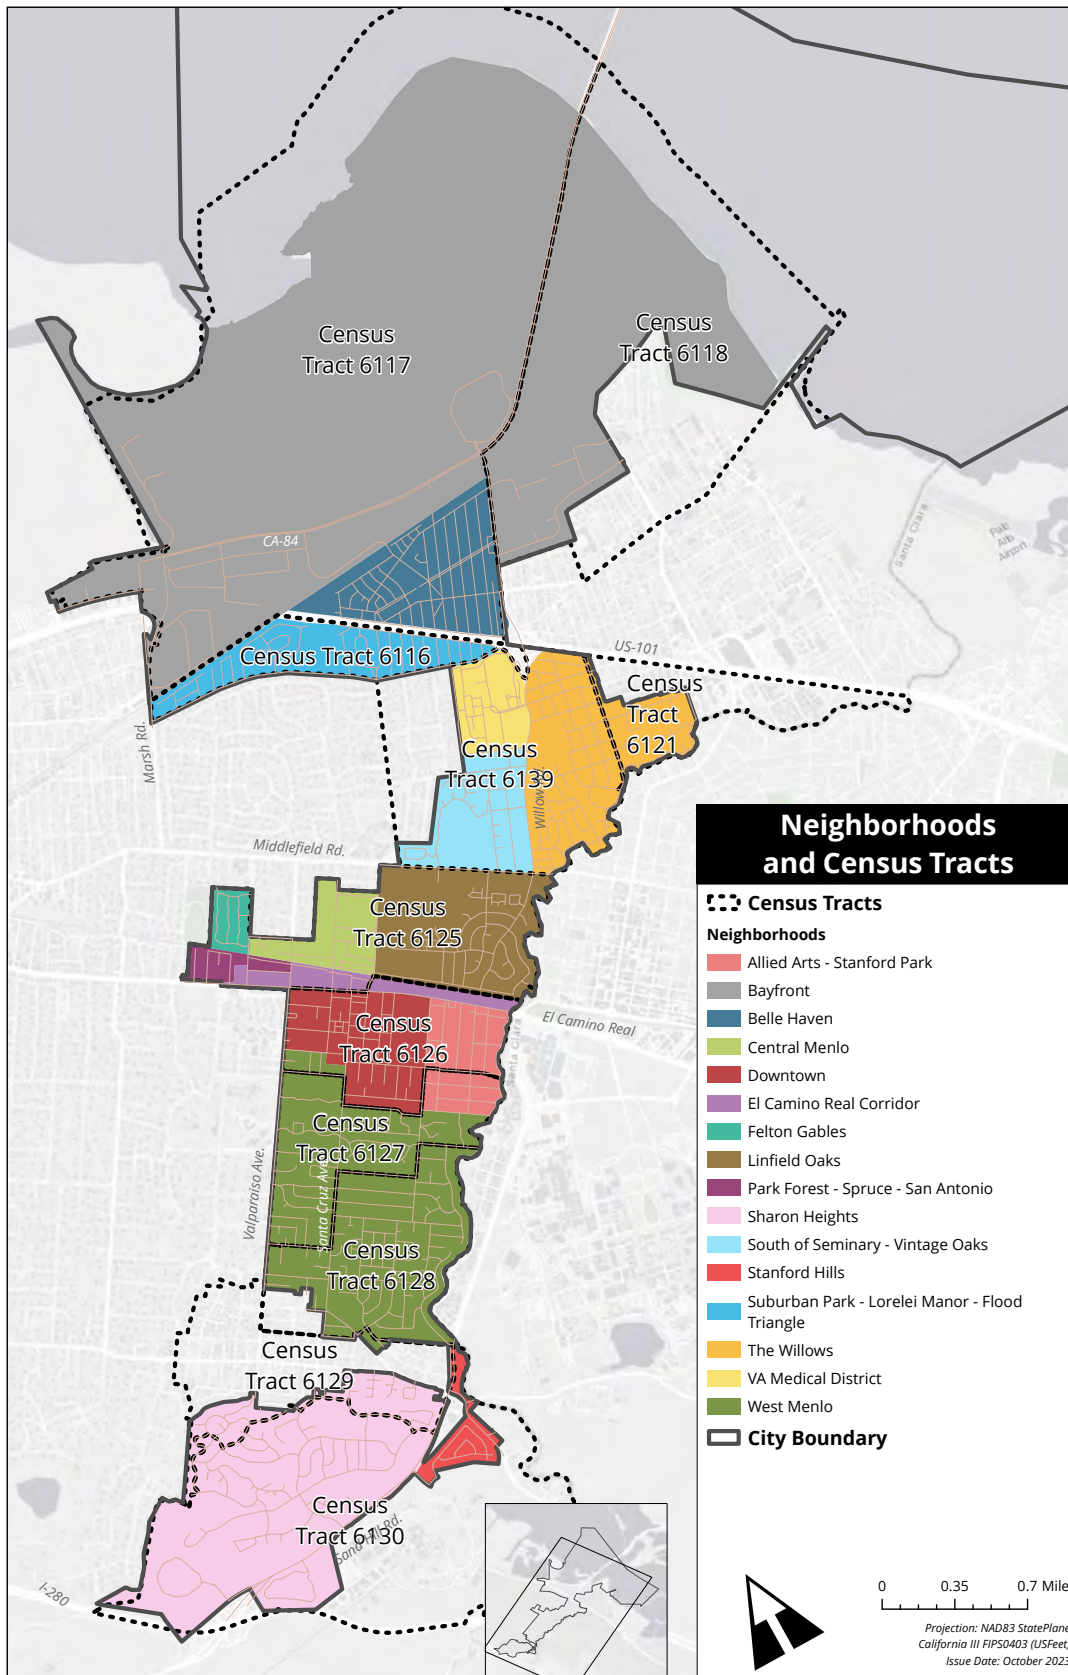 Census
Tract 6117
Census
Tract 6118
CA-84
Santa Clara
Palo
Alto
Airport
US-101
Census Tract 6116
Census
Tract
6121
Marsh Rd.
Census
Tract 6139
Willow Rd.
Middlefield Rd.
Census
Tract 6125
El Camino Real
Santa Clara
Census
Tract 6126
Census
Tract 6127
Valparaiso Ave.
Santa Cruz Ave.
Census
Tract 6128
Census
Tract 6129
Census
Tract 6130
Sand Hill Rd.
I-280
Neighborhoods
and Census Tracts
Census Tracts
Neighborhoods
Allied Arts - Stanford Park
Bayfront
Belle Haven
Central Menlo
Downtown
El Camino Real Corridor
Felton Gables
Linfield Oaks
Park Forest - Spruce - San Antonio
Sharon Heights
South of Seminary - Vintage Oaks
Stanford Hills
Suburban Park - Lorelei Manor - Flood
Triangle
The Willows
VA Medical District
West Menlo
City Boundary
0 0.35 0.7 Mile
Projection: NAD83 StatePlane
California III FIPS0403 (USFeet)
Issue Date: October 2023